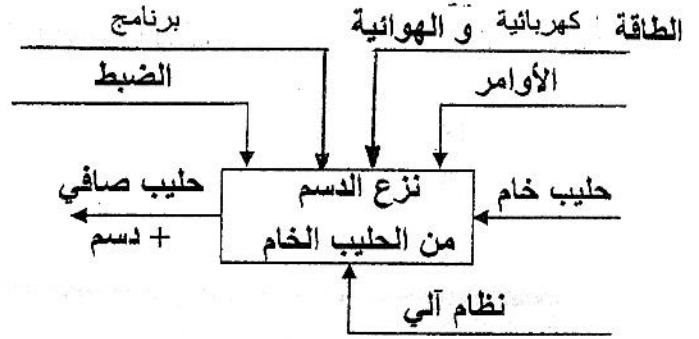 برنامج
الطاقة : كهربائية و الهوائية
الضبط
الأوامر
حليب خام
نزع الدسم
من الحليب الخام
حليب صافي
+ دسم
نظام آلي